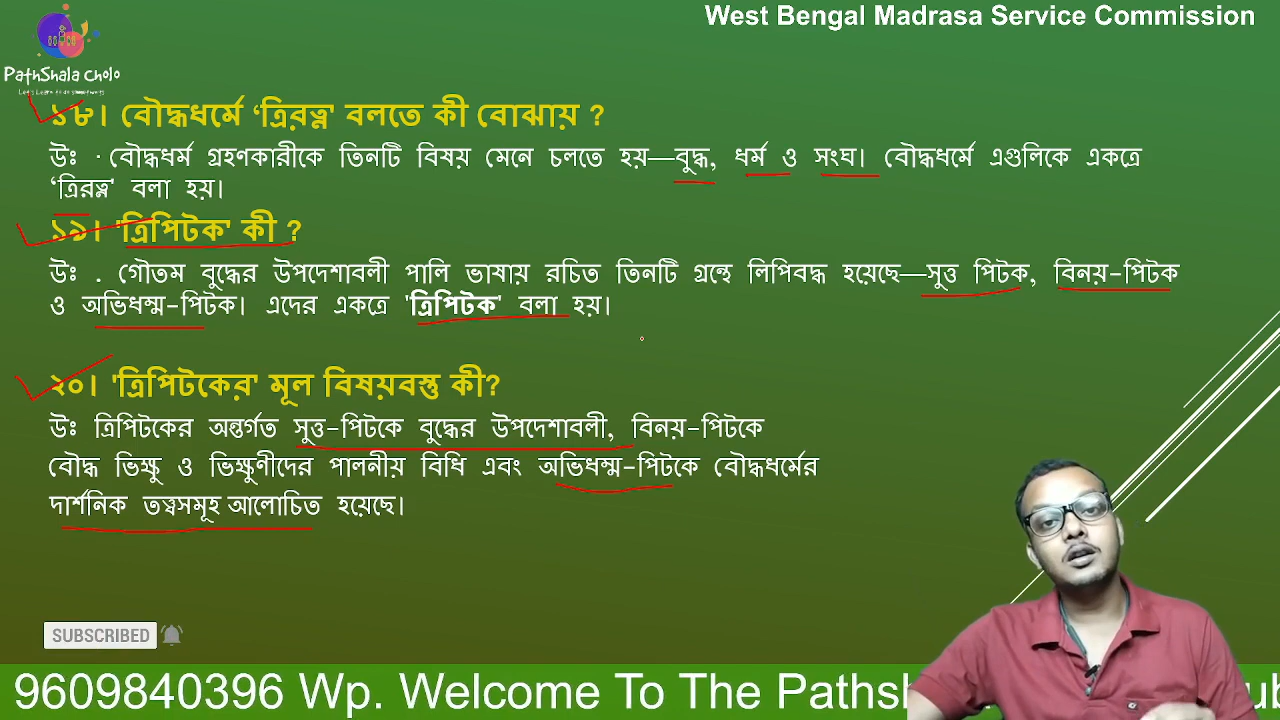 West Bengal Madrasa Service Commission
PathShala Cholo
১৮। বৌদ্ধধর্মে ‘ত্রিরত্ন' বলতে কী বোঝায় ?
উঃ · বৌদ্ধধর্ম গ্রহণকারীকে তিনটি বিষয় মেনে চলতে হয়—বুদ্ধ, ধর্ম ও সংঘ। বৌদ্ধধর্মে এগুলিকে একত্রে
‘ত্রিরত্ন' বলা হয়।
১৯। 'ত্রিপিটক' কী ?
উঃ . গৌতম বুদ্ধের উপদেশাবলী পালি ভাষায় রচিত তিনটি গ্রন্থে লিপিবদ্ধ হয়েছে—সুত্ত পিটক, বিনয়-পিটক
ও অভিধম্ম-পিটক। এদের একত্রে 'ত্রিপিটক' বলা হয়।
২০। 'ত্রিপিটকের' মূল বিষয়বস্তু কী?
উঃ ত্রিপিটকের অন্তর্গত সুত্ত-পিটকে বুদ্ধের উপদেশাবলী, বিনয়-পিটকে
বৌদ্ধ ভিক্ষু ও ভিক্ষুণীদের পালনীয় বিধি এবং অভিধম্ম-পিটকে বৌদ্ধধর্মের
দার্শনিক তত্ত্বসমূহ আলোচিত হয়েছে।
SUBSCRIBED
9609840396 Wp. Welcome To The Pathsh